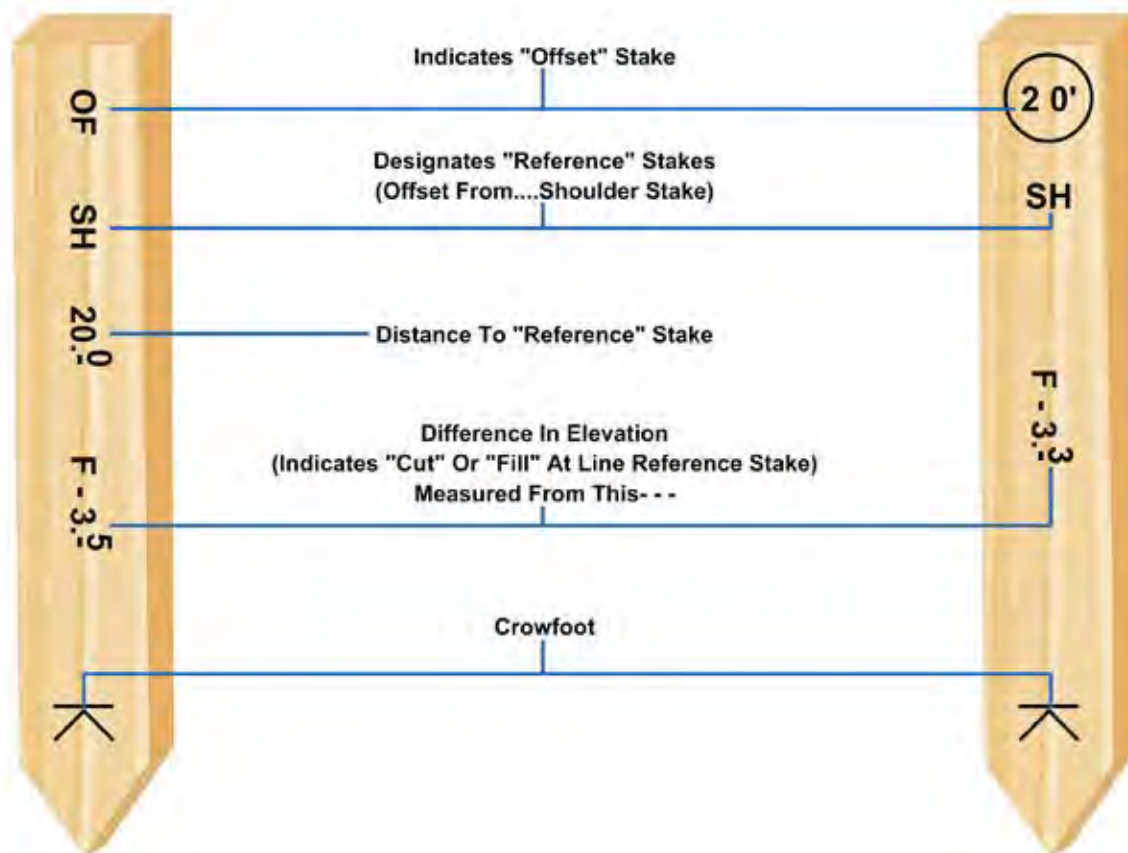 OF
SH
20.0
F - 3.5
Indicates "Offset" Stake
Designates "Reference" Stakes
(Offset From....Shoulder Stake)
Distance To "Reference" Stake
Difference In Elevation
(Indicates "Cut" Or "Fill" At Line Reference Stake)
Measured From This- - -
Crowfoot
2 0'
SH
F - 3.3